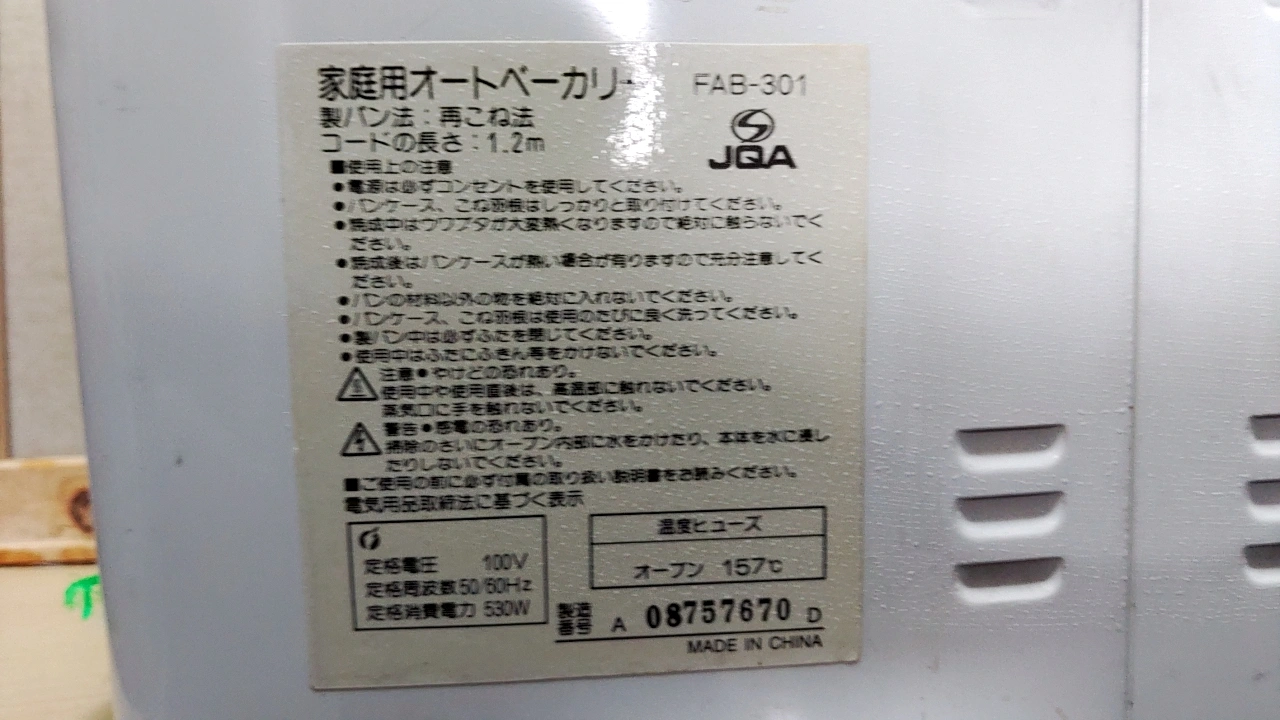 家庭用オートベーカリー FAB-301
製パン法:再こね法
コードの長さ:1.2m
JQA
■使用上の注意
●電源は必ずコンセントを使用してください。
●パンケース、こね羽根はしっかりと取り付けてください。
●焼成中はウワブタが大変熱くなりますので絶対に触らないでく
ださい。
●焼成後はパンケースが熱い場合が有りますので充分注意してく
ださい。
●パンの材料以外の物を絶対に入れないでください。
●パンケース、こね羽根は使用のたびに良く洗ってください。
●製パン中は必ずふたを閉じてください。
●使用中はふたにふきん等をかけないでください。
注意●やけどの恐れあり。
使用中や使用直後は、高温部に触れないでください。
蒸気口に手を触れないでください。
警告●感電の恐れあり。
掃除のさいにオーブン内部に水をかけたり、本体を水に浸し
たりしないでください。
■ご使用の前に必ず付属の取り扱い説明書をお読みください。
電気用品取締法に基づく表示
定格電圧 100V
定格周波数 50/60Hz
定格消費電力 530W
温度ヒューズ
オーブン 157℃
製造番号 A 08757670 D
MADE IN CHINA